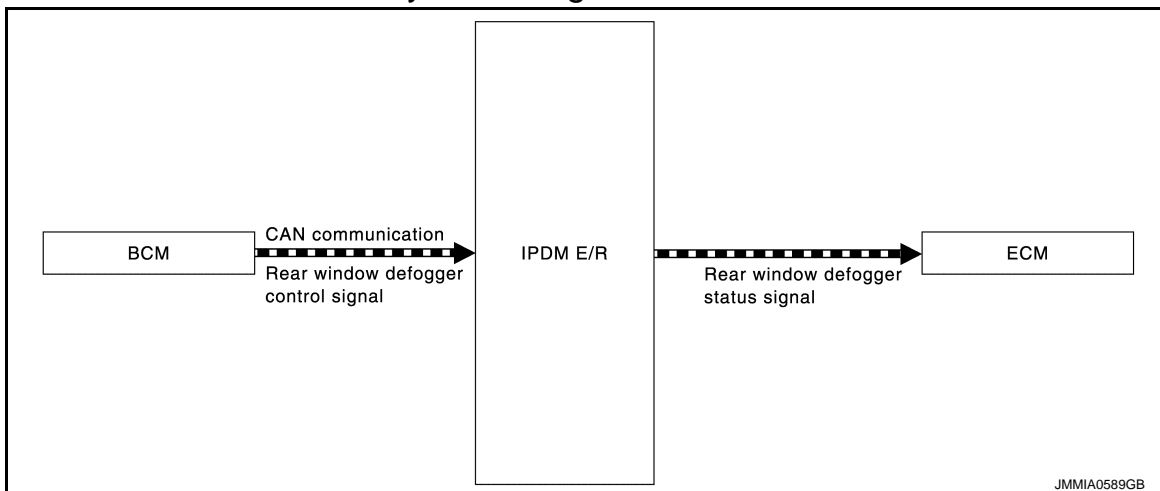 BCM
CAN communication
Rear window defogger
control signal
IPDM E/R
Rear window defogger
status signal
ECM
JMMIA0589GB